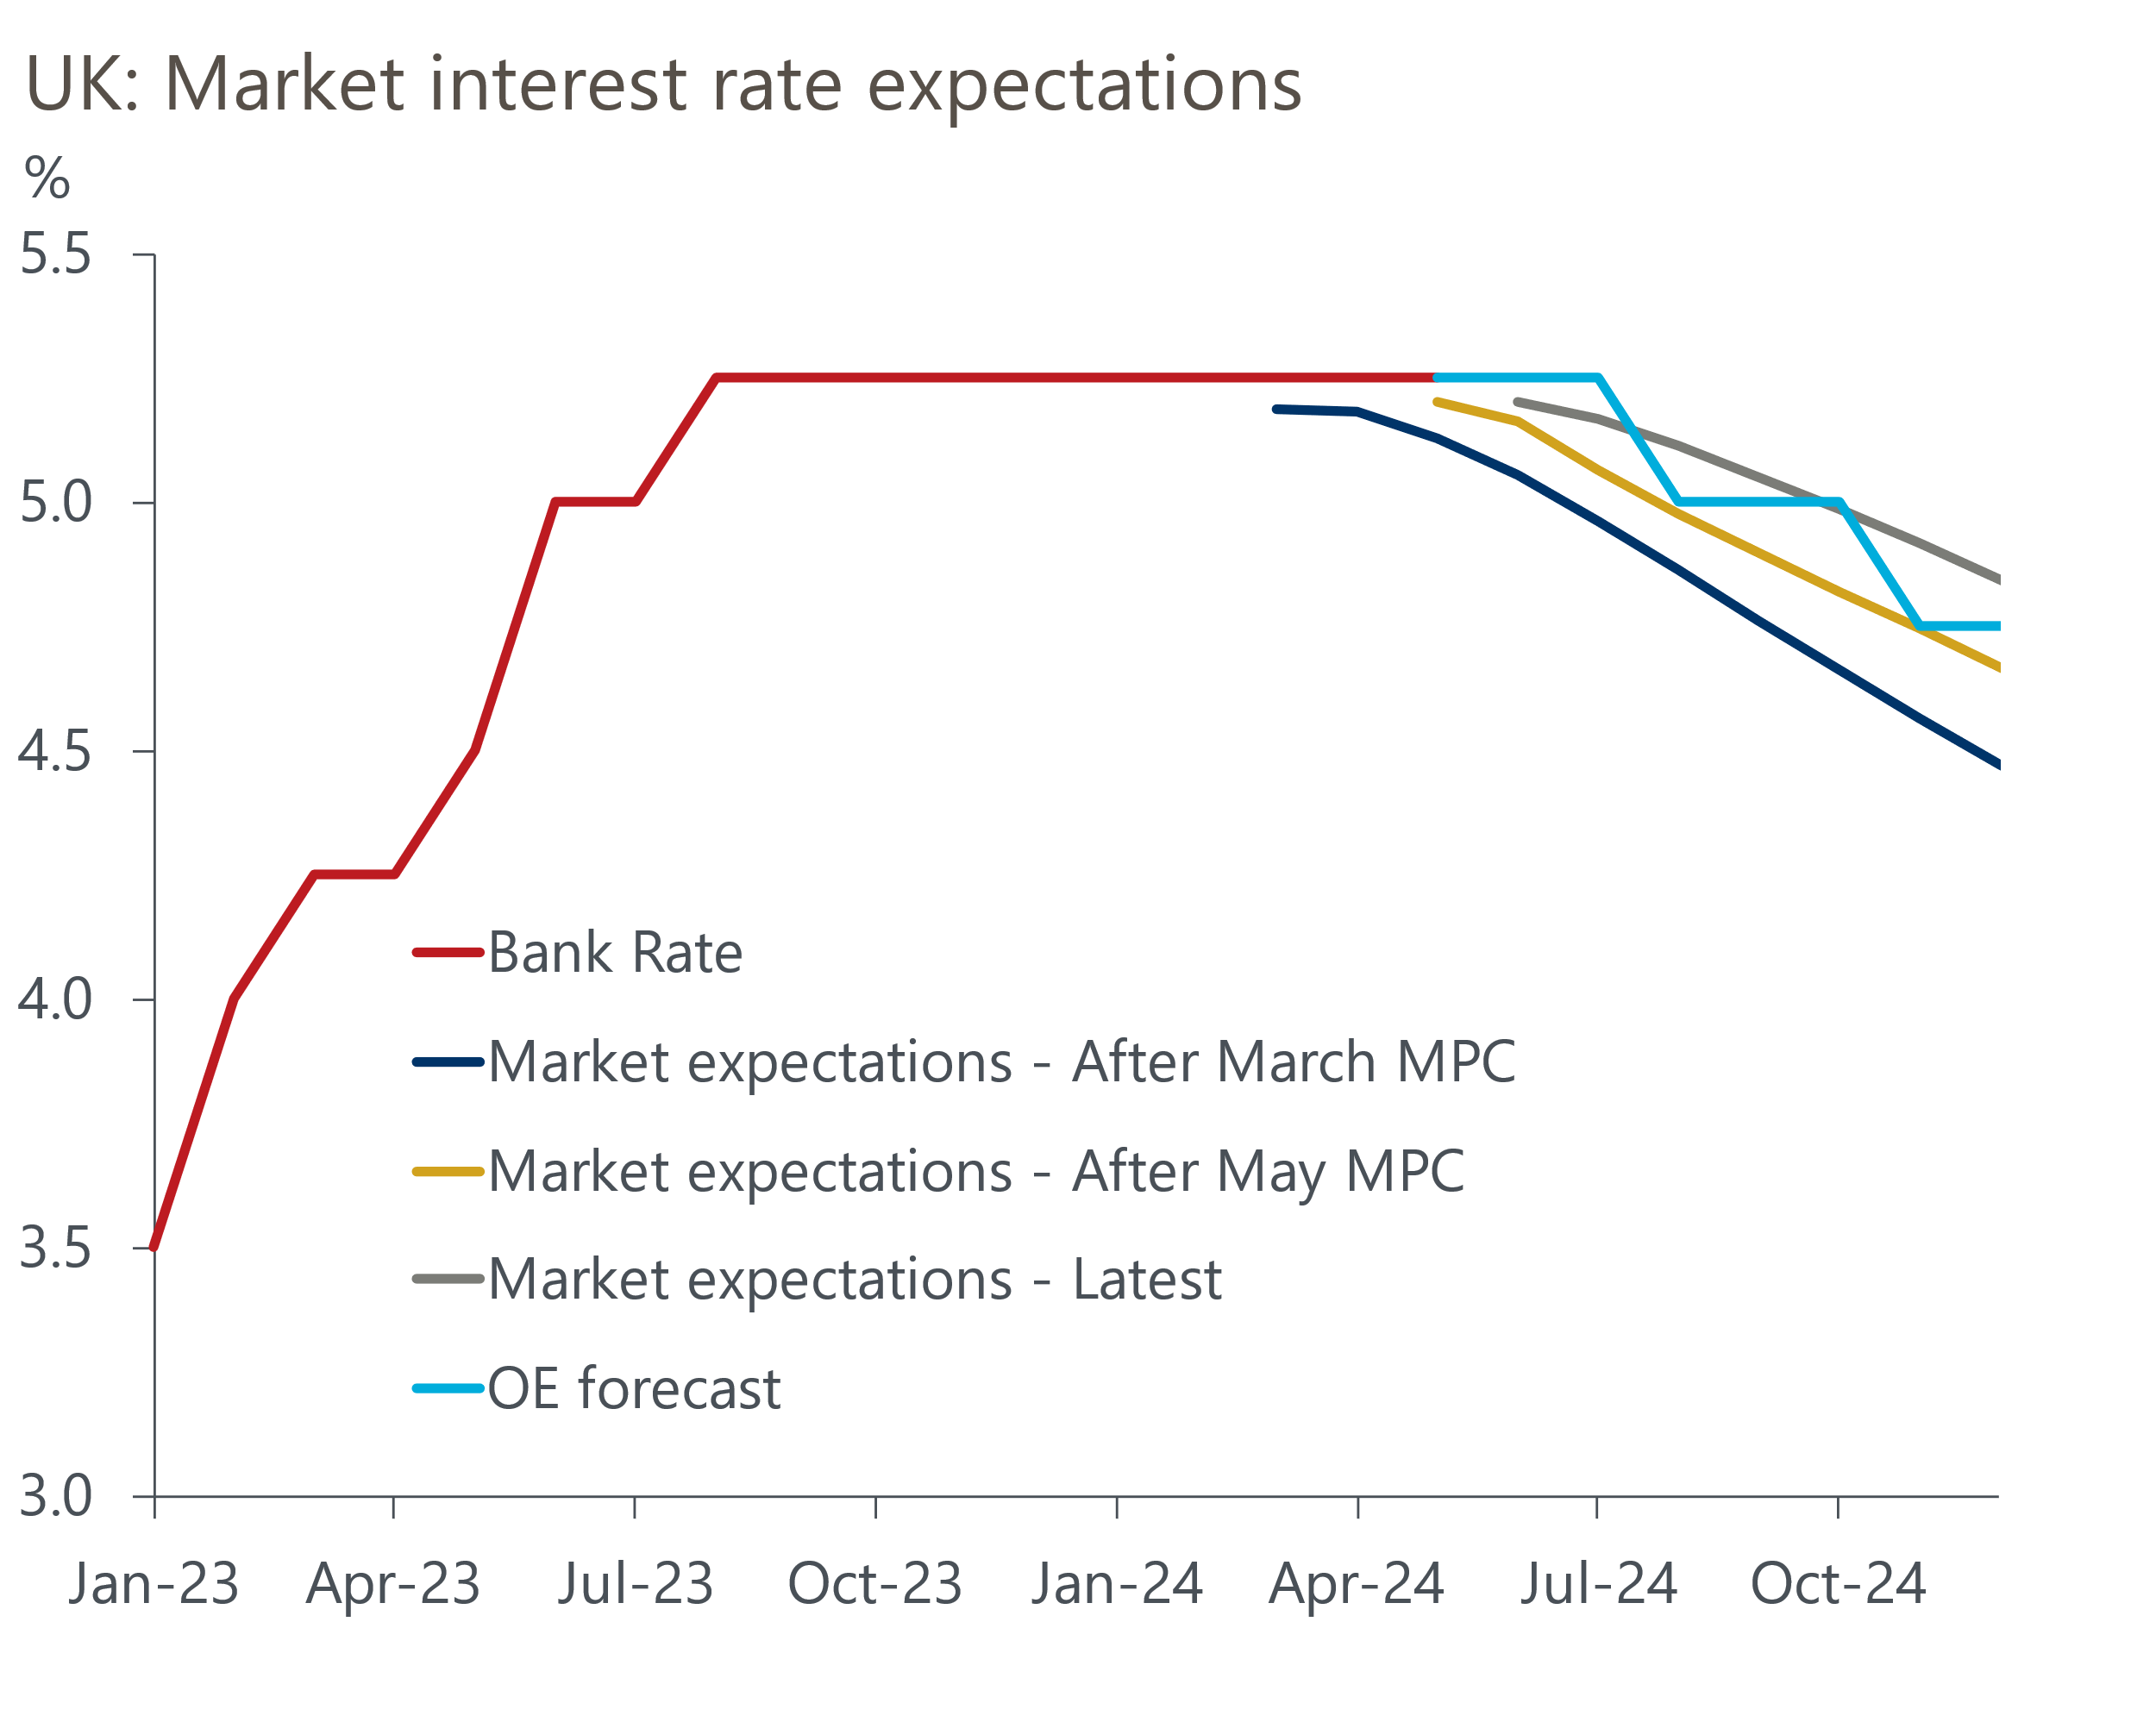 UK: Market interest rate expectations
%
5.5
5.0
4.5
4.0
3.5
3.0
Bank Rate
Market expectations - After March MPC
Market expectations - After May MPC
Market expectations - Latest
OE forecast
Jan-23 Apr-23 Jul-23 Oct-23 Jan-24 Apr-24 Jul-24 Oct-24